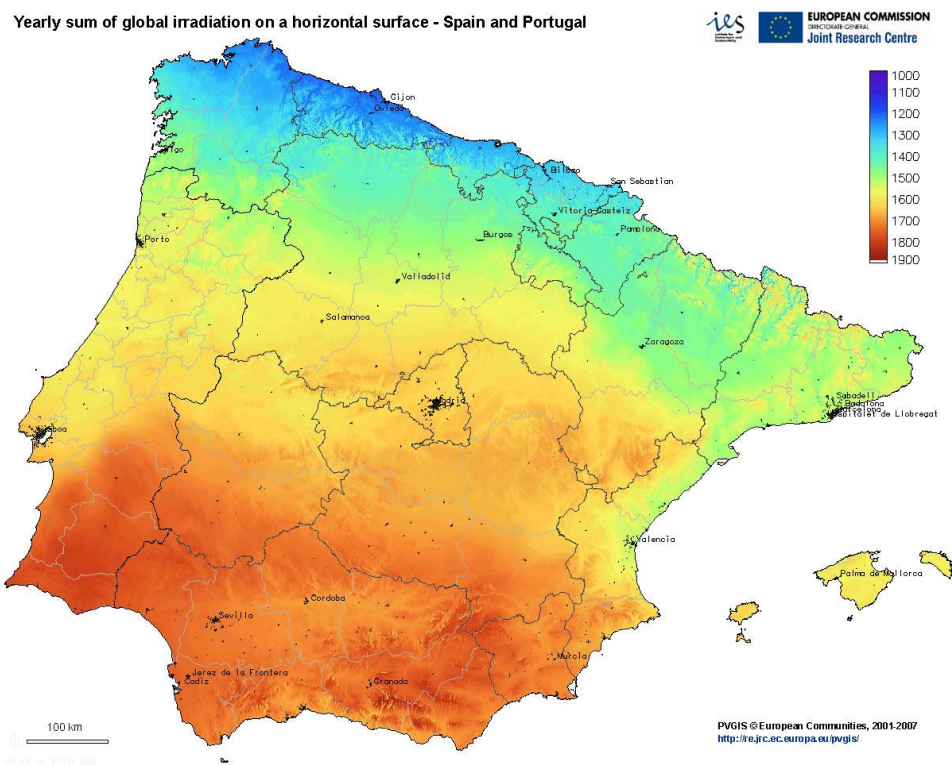 Yearly sum of global irradiation on a horizontal surface - Spain and Portugal
ies
EUROPEAN COMMISSION
DIRECTORATE-GENERAL
Joint Research Centre
1000
1100
1200
1300
1400
1500
1600
1700
1800
1900
Gijon
Oviedo
Vigo
Bilbao
San Sebastian
Vitoria-Gasteiz
Pamplona
Burgos
Porto
Valladolid
Salamanca
Zaragoza
Sabadell
Badalona
Barcelona
Hospitalet de Llobregat
Madrid
Lisboa
Valencia
Palma de Mallorca
Cordoba
Sevilla
Murcia
Jerez de la Frontera
Cadiz
Granada
100 km
PVGIS © European Communities, 2001-2007
http://re.jrc.ec.europa.eu/pvgis/